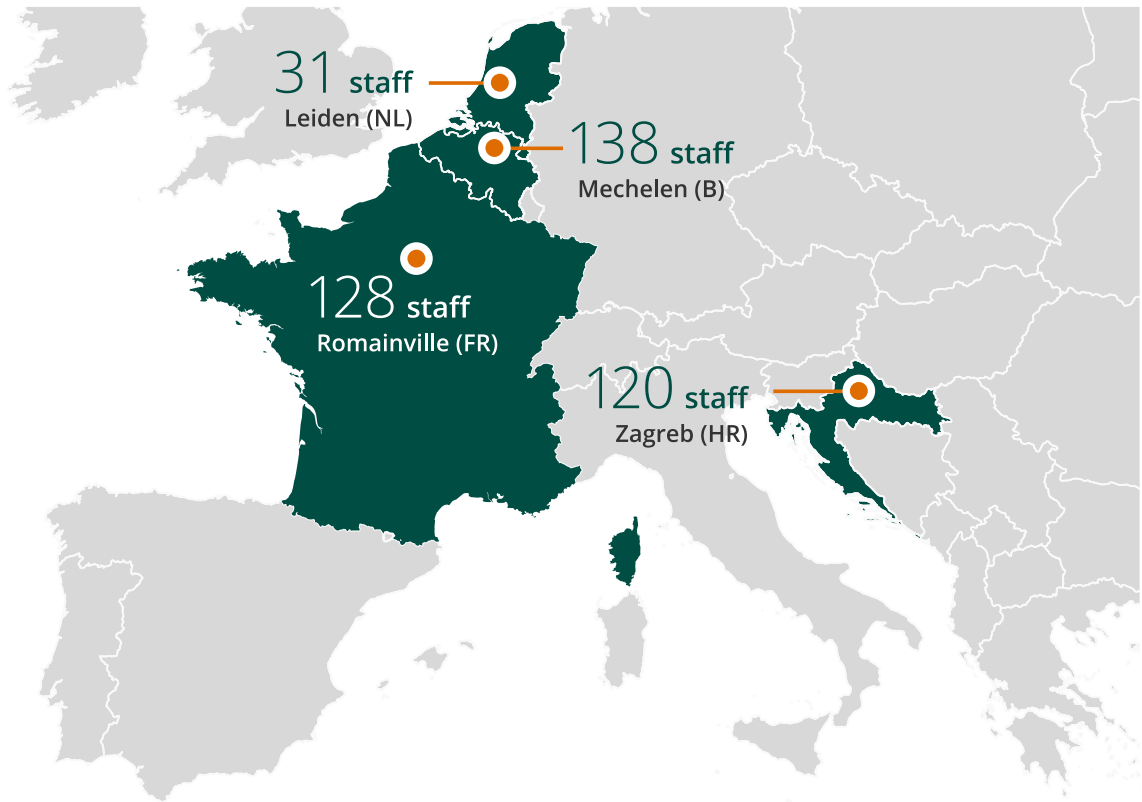 31 staff
Leiden (NL)
138 staff
Mechelen (B)
128 staff
Romainville (FR)
120 staff
Zagreb (HR)